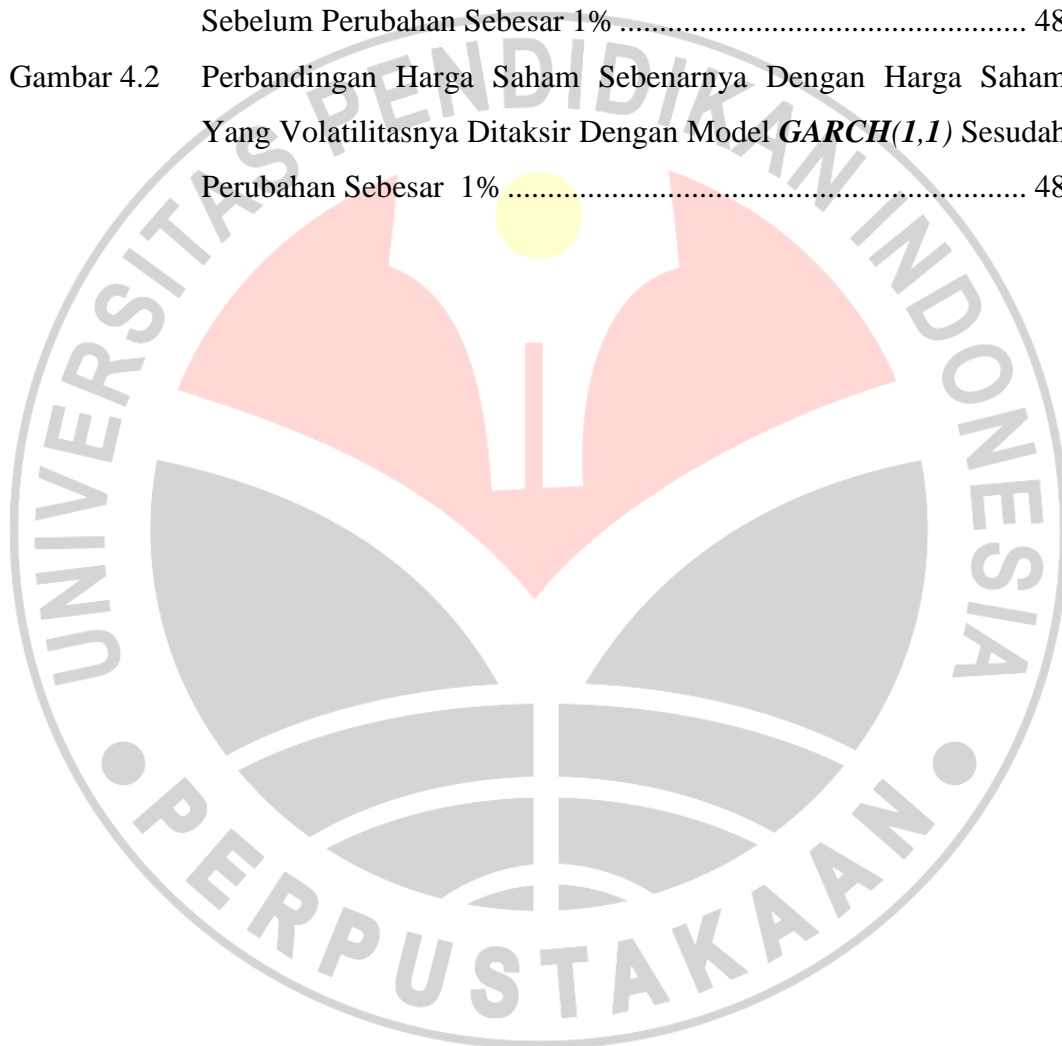 Sebelum Perubahan Sebesar 1% ................................................ 48
Gambar 4.2 Perbandingan Harga Saham Sebenarnya Dengan Harga Saham
Yang Volatilitasnya Ditaksir Dengan Model GARCH(1,1) Sesudah
Perubahan Sebesar 1% ............................................................. 48
UNIVERSITAS PENDIDIKAN INDONESIA
PERPUSTAKAAN